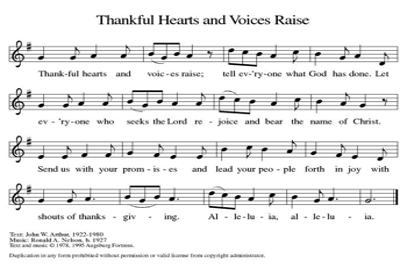 Thankful Hearts and Voices Raise
Thank-ful hearts and voic-es raise; tell ev-'ry-one what God has done. Let
ev-'ry-one who seeks the Lord re-joice and bear the name of Christ.
Send us with your prom-is-es and lead your peo-ple forth in joy with
shouts of thanks-giv-ing. Al-le-lu-ia, al-le-lu-ia.
Text: John W. Arthur, 1922-1980
Music: Ronald A. Nelson, b. 1927
Text and music © 1978, 1995 Augsburg Fortress.
Duplication in any form prohibited without permission or valid license from copyright administrator.